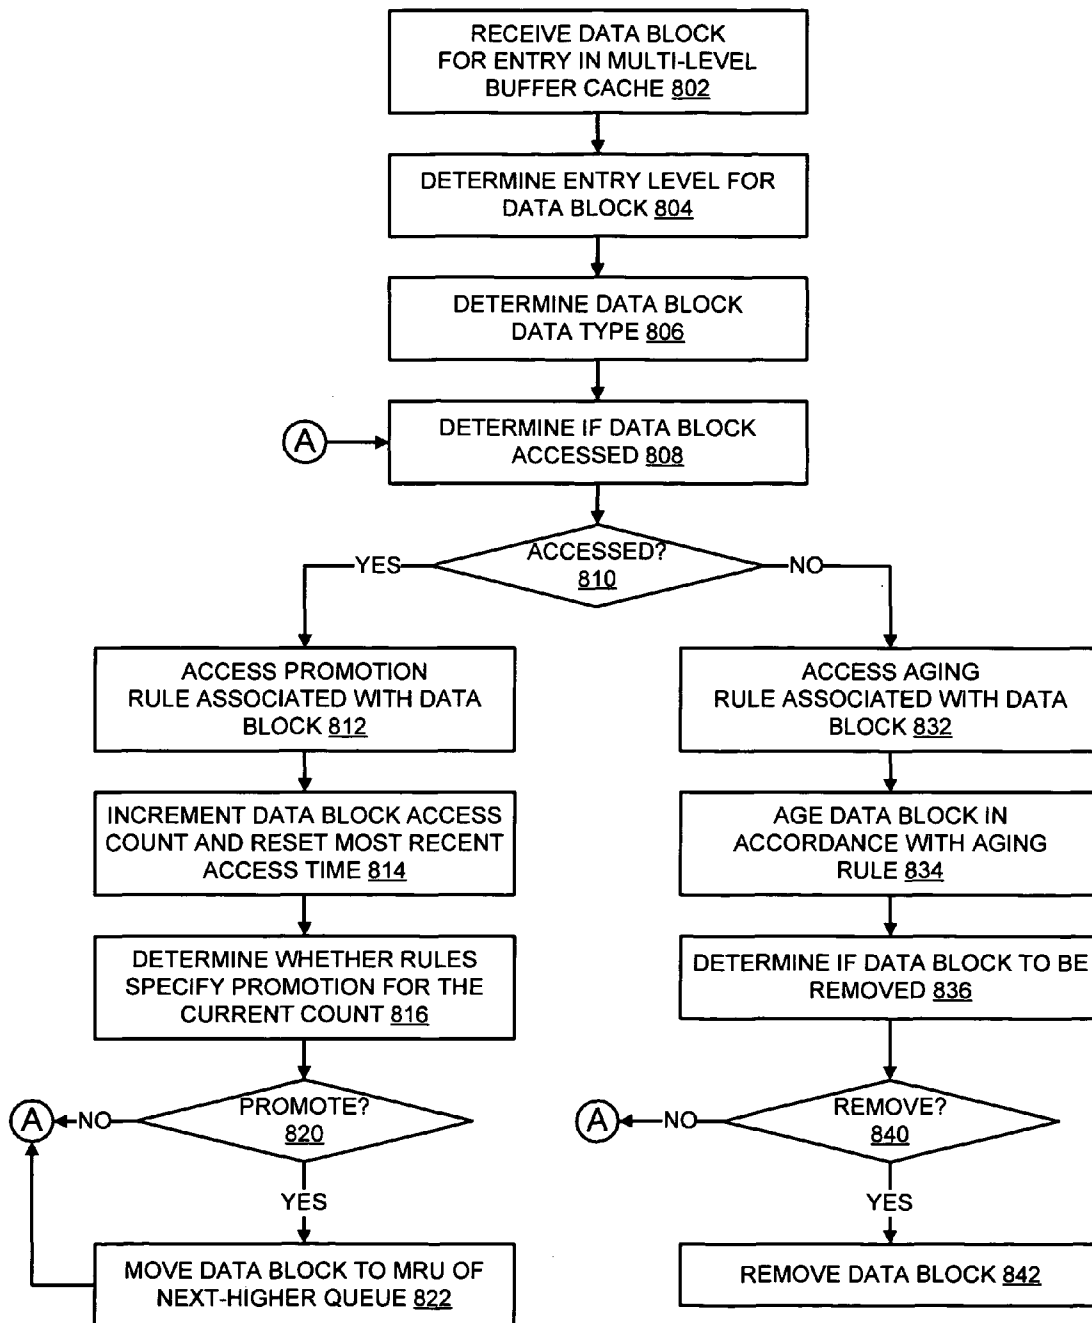 RECEIVE DATA BLOCK
FOR ENTRY IN MULTI-LEVEL
BUFFER CACHE 802
DETERMINE ENTRY LEVEL FOR
DATA BLOCK 804
DETERMINE DATA BLOCK
DATA TYPE 806
A
DETERMINE IF DATA BLOCK
ACCESSED 808
ACCESSED?
810
YES
NO
ACCESS PROMOTION
RULE ASSOCIATED WITH DATA
BLOCK 812
INCREMENT DATA BLOCK ACCESS
COUNT AND RESET MOST RECENT
ACCESS TIME 814
DETERMINE WHETHER RULES
SPECIFY PROMOTION FOR THE
CURRENT COUNT 816
PROMOTE?
820
NO
A
YES
MOVE DATA BLOCK TO MRU OF
NEXT-HIGHER QUEUE 822
ACCESS AGING
RULE ASSOCIATED WITH DATA
BLOCK 832
AGE DATA BLOCK IN
ACCORDANCE WITH AGING
RULE 834
DETERMINE IF DATA BLOCK TO BE
REMOVED 836
REMOVE?
840
NO
A
YES
REMOVE DATA BLOCK 842